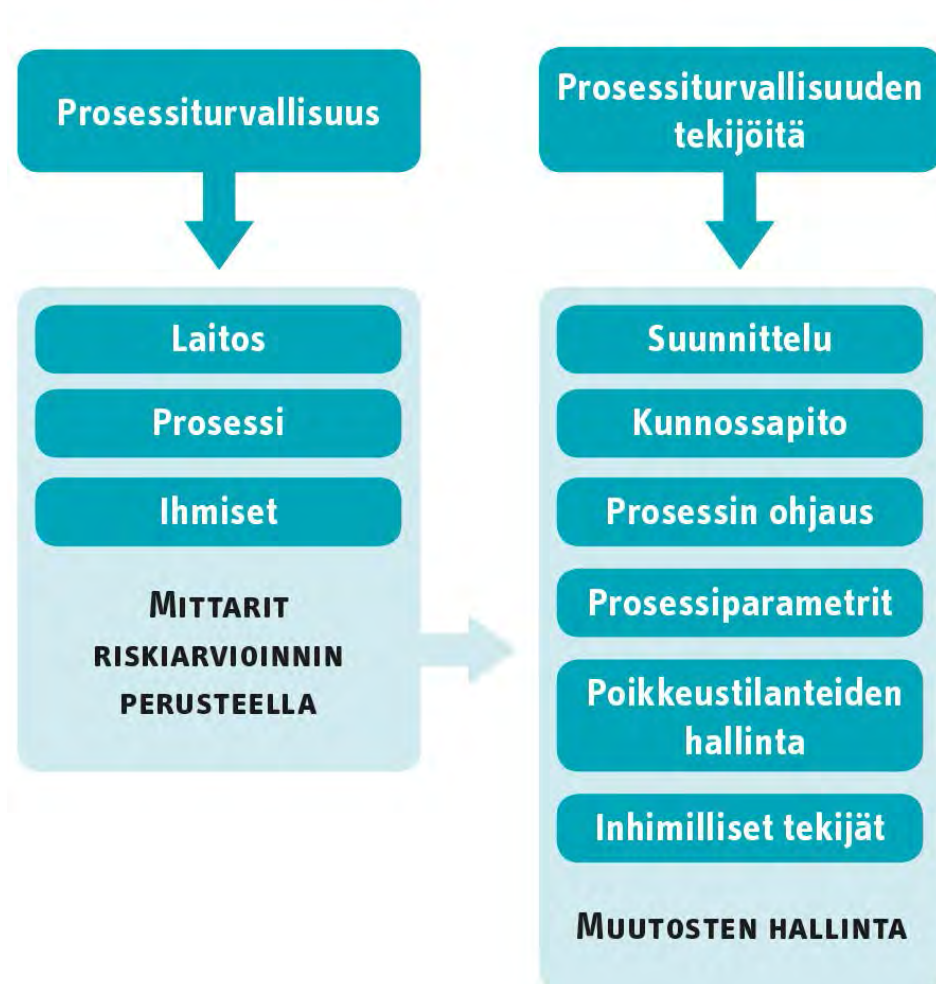 Prosessiturvallisuus
Laitos
Prosessi
Ihmiset
MITTARIT
RISKIARVIOINNIN
PERUSTEELLA
Prosessiturvallisuuden
tekijöitä
Suunnittelu
Kunnossapito
Prosessin ohjaus
Prosessiparametrit
Poikkeustilanteiden
hallinta
Inhimilliset tekijät
MUUTOSTEN HALLINTA